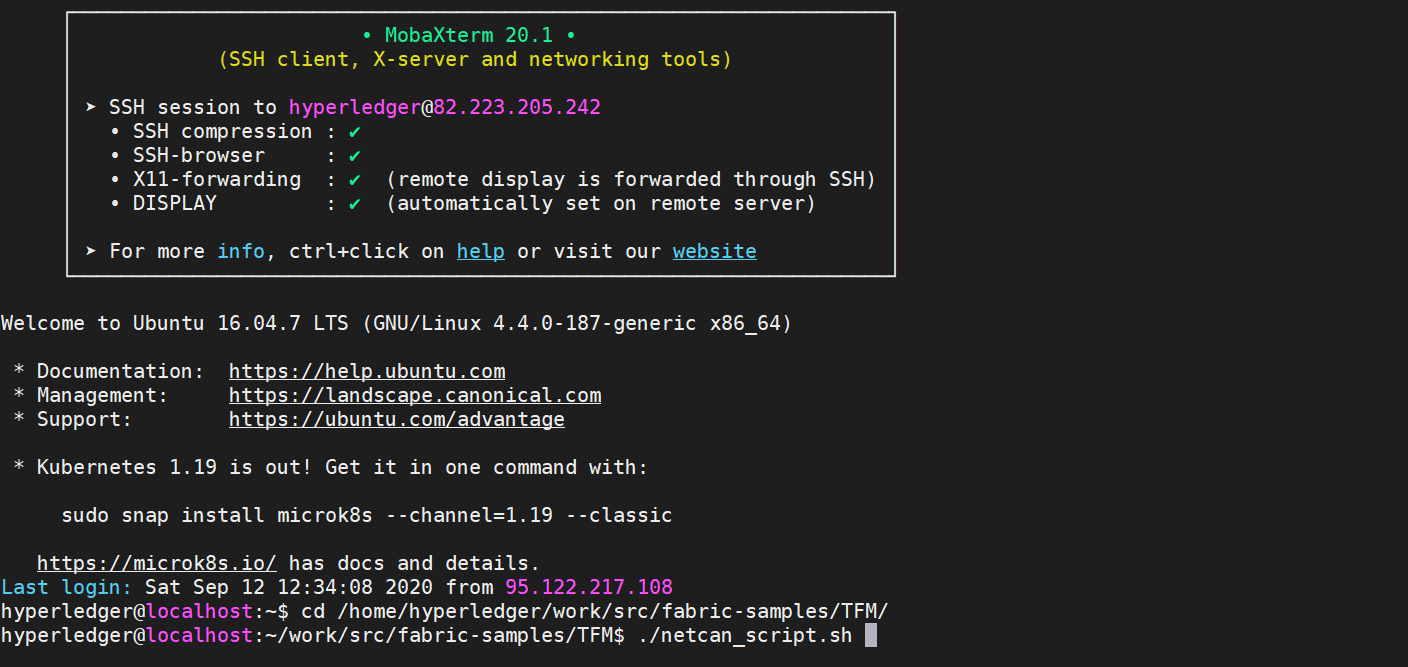 • MobaXterm 20.1 •
(SSH client, X-server and networking tools)
➤ SSH session to hyperledger@82.223.205.242
• SSH compression : ✔
• SSH-browser     : ✔
• X11-forwarding  : ✔  (remote display is forwarded through SSH)
• DISPLAY         : ✔  (automatically set on remote server)
➤ For more info, ctrl+click on help or visit our website
Welcome to Ubuntu 16.04.7 LTS (GNU/Linux 4.4.0-187-generic x86_64)
* Documentation:  https://help.ubuntu.com
* Management:     https://landscape.canonical.com
* Support:        https://ubuntu.com/advantage
* Kubernetes 1.19 is out! Get it in one command with:
sudo snap install microk8s --channel=1.19 --classic
https://microk8s.io/ has docs and details.
Last login: Sat Sep 12 12:34:08 2020 from 95.122.217.108
hyperledger@localhost:~$ cd /home/hyperledger/work/src/fabric-samples/TFM/
hyperledger@localhost:~/work/src/fabric-samples/TFM$ ./netcan_script.sh